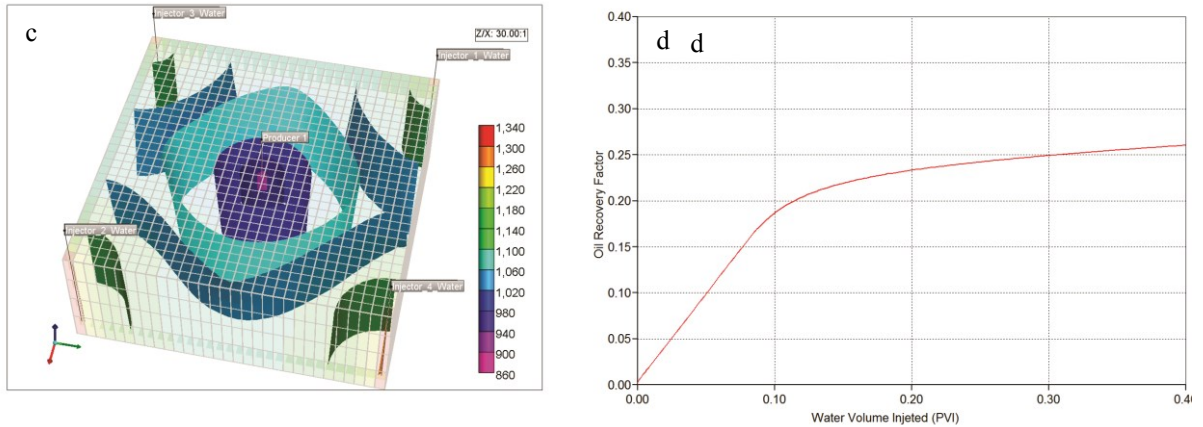 c
Injector_3_Water
Z/X: 30.00:1
Injector_1_Water
Producer 1
Injector_2_Water
Injector_4_Water
1,340
1,300
1,260
1,220
1,180
1,140
1,100
1,060
1,020
980
940
900
860
d d
0.40
0.35
0.30
0.25
0.20
0.15
0.10
0.05
0.00
0.00 0.10 0.20 0.30 0.40
Oil Recovery Factor
Water Volume Injeted (PVI)